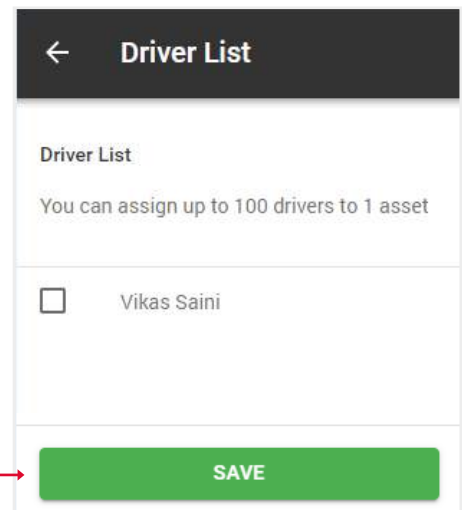 Driver List
Driver List
You can assign up to 100 drivers to 1 asset
Vikas Saini
SAVE